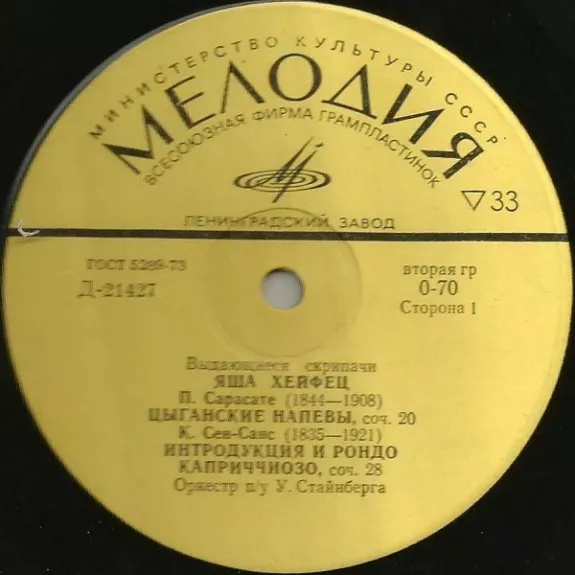 МИНИСТЕРСТВО КУЛЬТУРЫ СССР
МЕЛОДИЯ
ВСЕСОЮЗНАЯ ФИРМА ГРАМПЛАСТИНОК
33
ЛЕНИНГРАДСКИЙ ЗАВОД
ГОСТ 5289-73
Д-21427
вторая гр
0-70
Сторона 1
Выдающиеся скрипачи
ЯША ХЕЙФЕЦ
П. Сарасате (1844—1908)
ЦЫГАНСКИЕ НАПЕВЫ, соч. 20
К. Сен-Санс (1835—1921)
ИНТРОДУКЦИЯ И РОНДО
КАПРИЧЧИОЗО, соч. 28
Оркестр п/у У. Стайнберга